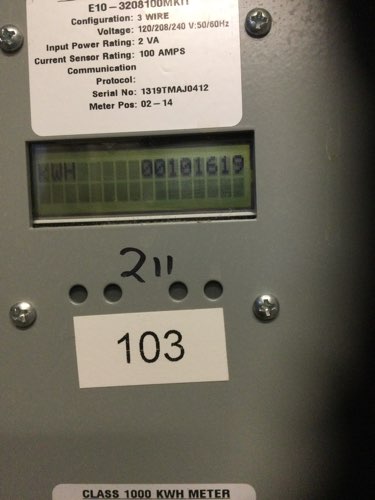 E10-3208100MKIT
Configuration: 3 WIRE
Voltage: 120/208/240 V:50/60Hz
Input Power Rating: 2 VA
Current Sensor Rating: 100 AMPS
Communication
Protocol:
Serial No: 1319TMAJ0412
Meter Pos: 02-14
KWH 00101619
211
103
CLASS 1000 KWH METER